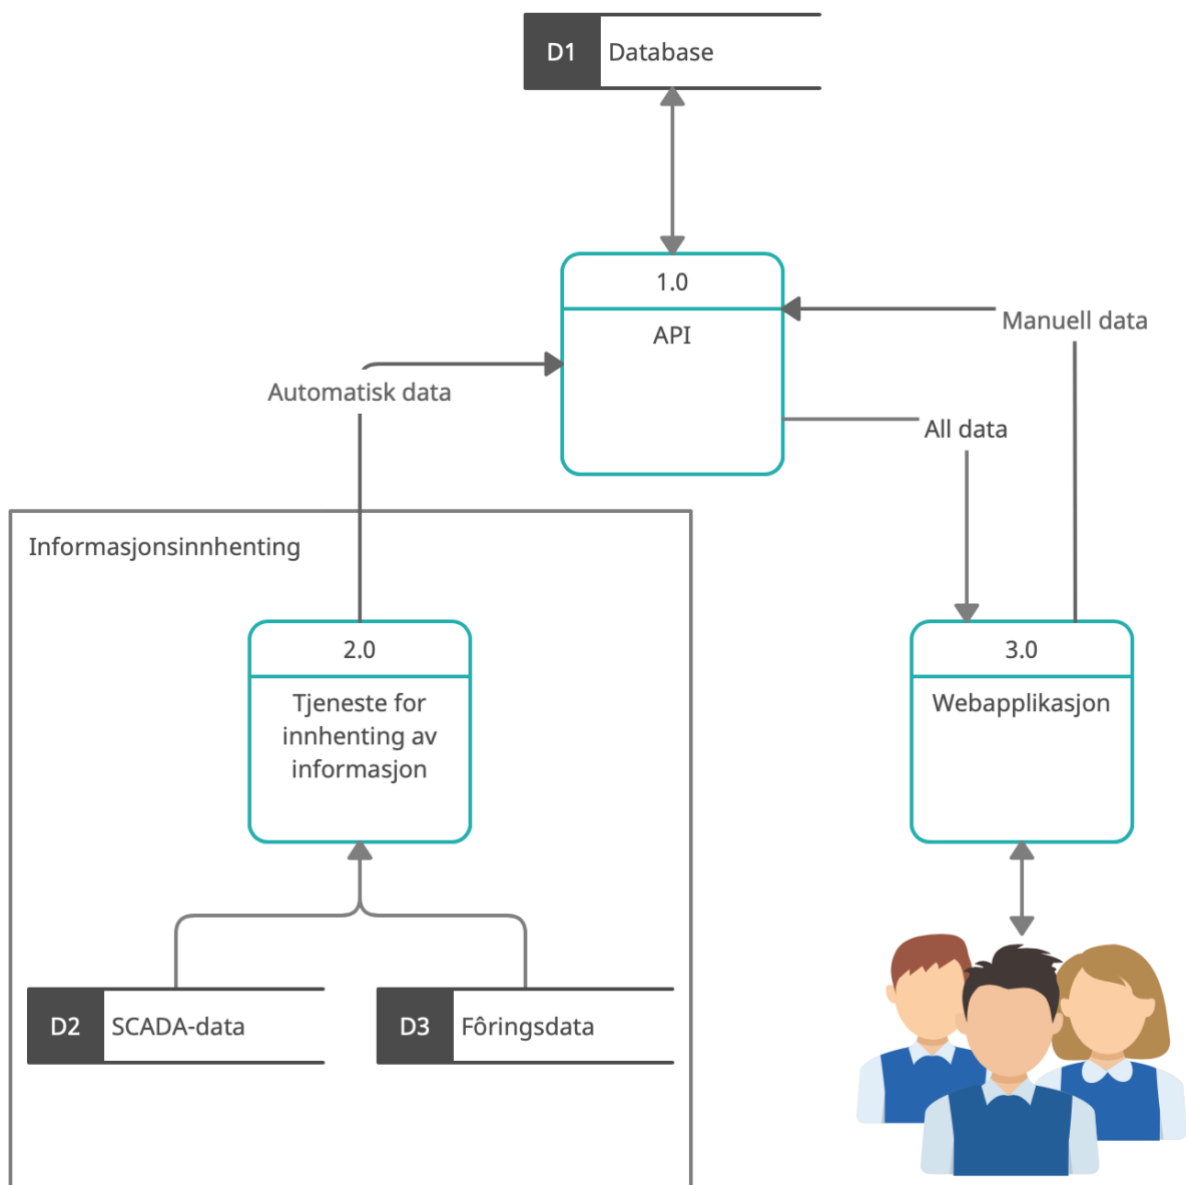 D1 Database
1.0
API
Manuell data
Automatisk data
All data
Informasjonsinnhenting
2.0
Tjeneste for
innhenting av
informasjon
3.0
Webapplikasjon
D2 SCADA-data
D3 Fôringsdata